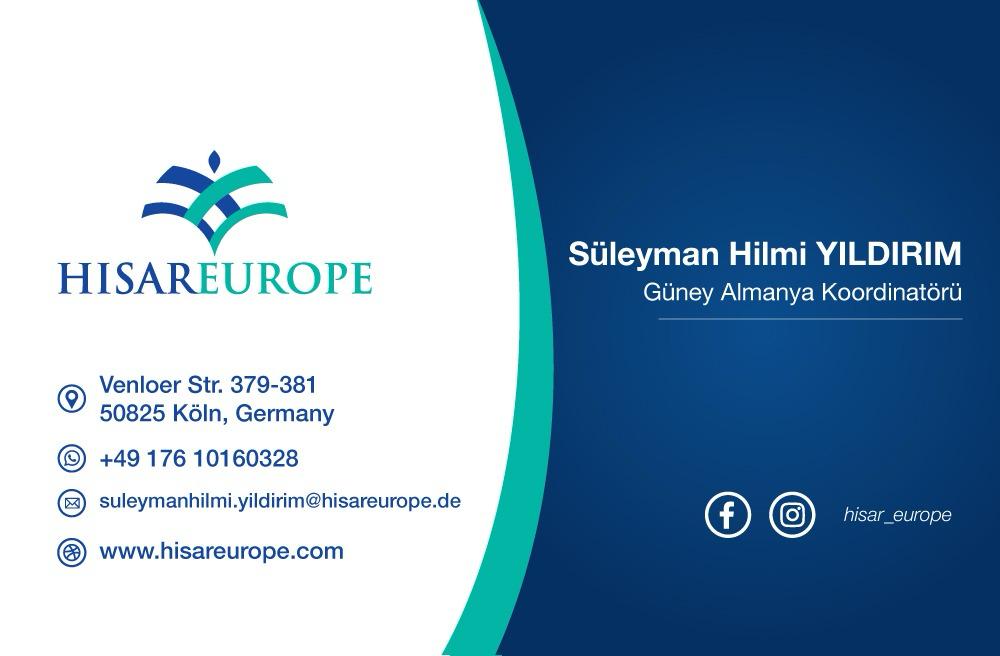 HISAREUROPE
Venloer Str. 379-381
50825 Köln, Germany
+49 176 10160328
suleymanhilmi.yildirim@hisareurope.de
www.hisareurope.com
Süleyman Hilmi YILDIRIM
Güney Almanya Koordinatörü
hisar_europe